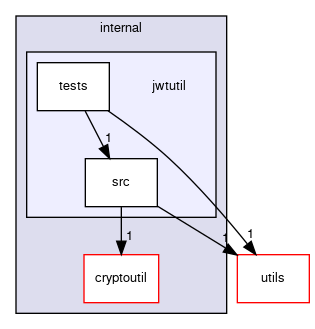 internal
tests
jwtutil
1
src
1
1
1
cryptoutil
utils